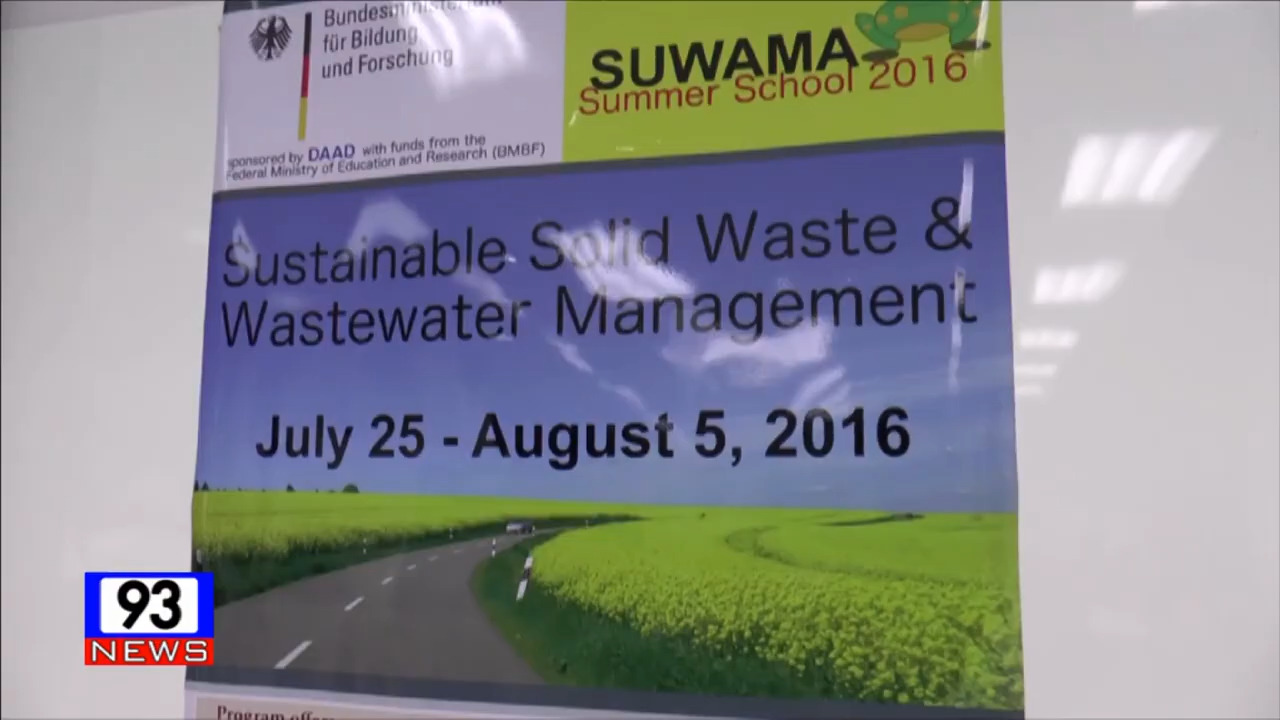 Bundesministerium
für Bildung
und Forschung
SUWAMA
Summer School 2016
sponsored by DAAD with funds from the
Federal Ministry of Education and Research (BMBF)
Sustainable Solid Waste &
Wastewater Management
July 25 - August 5, 2016
93
NEWS
Program